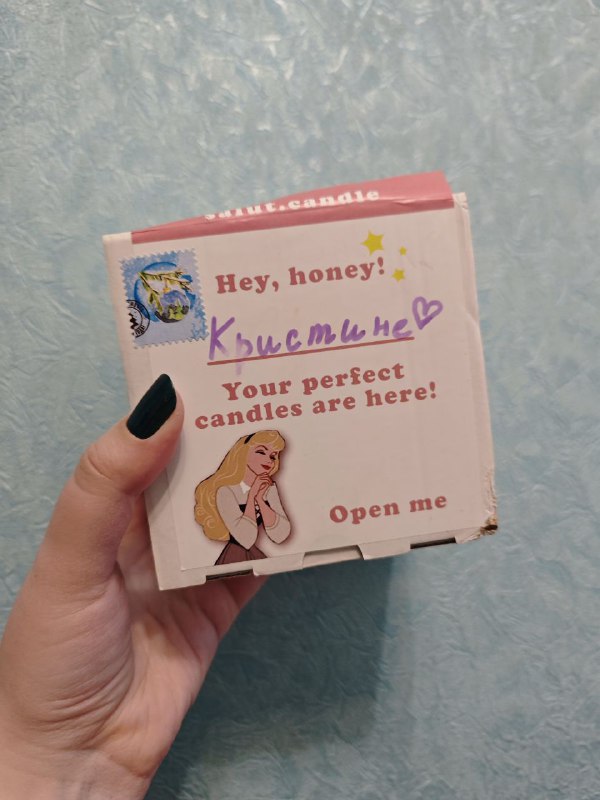 salut.candle
Hey, honey!
Кристине
Your perfect
candles are here!
Open me